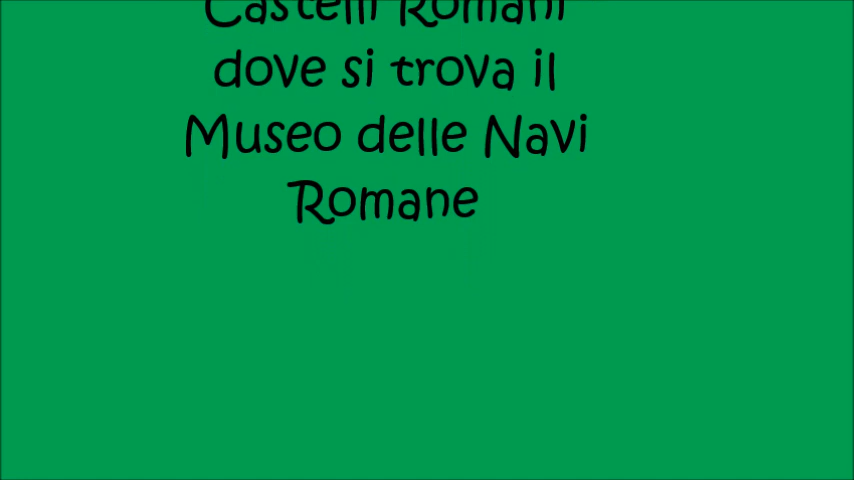 Castelli Romani
dove si trova il
Museo delle Navi
Romane